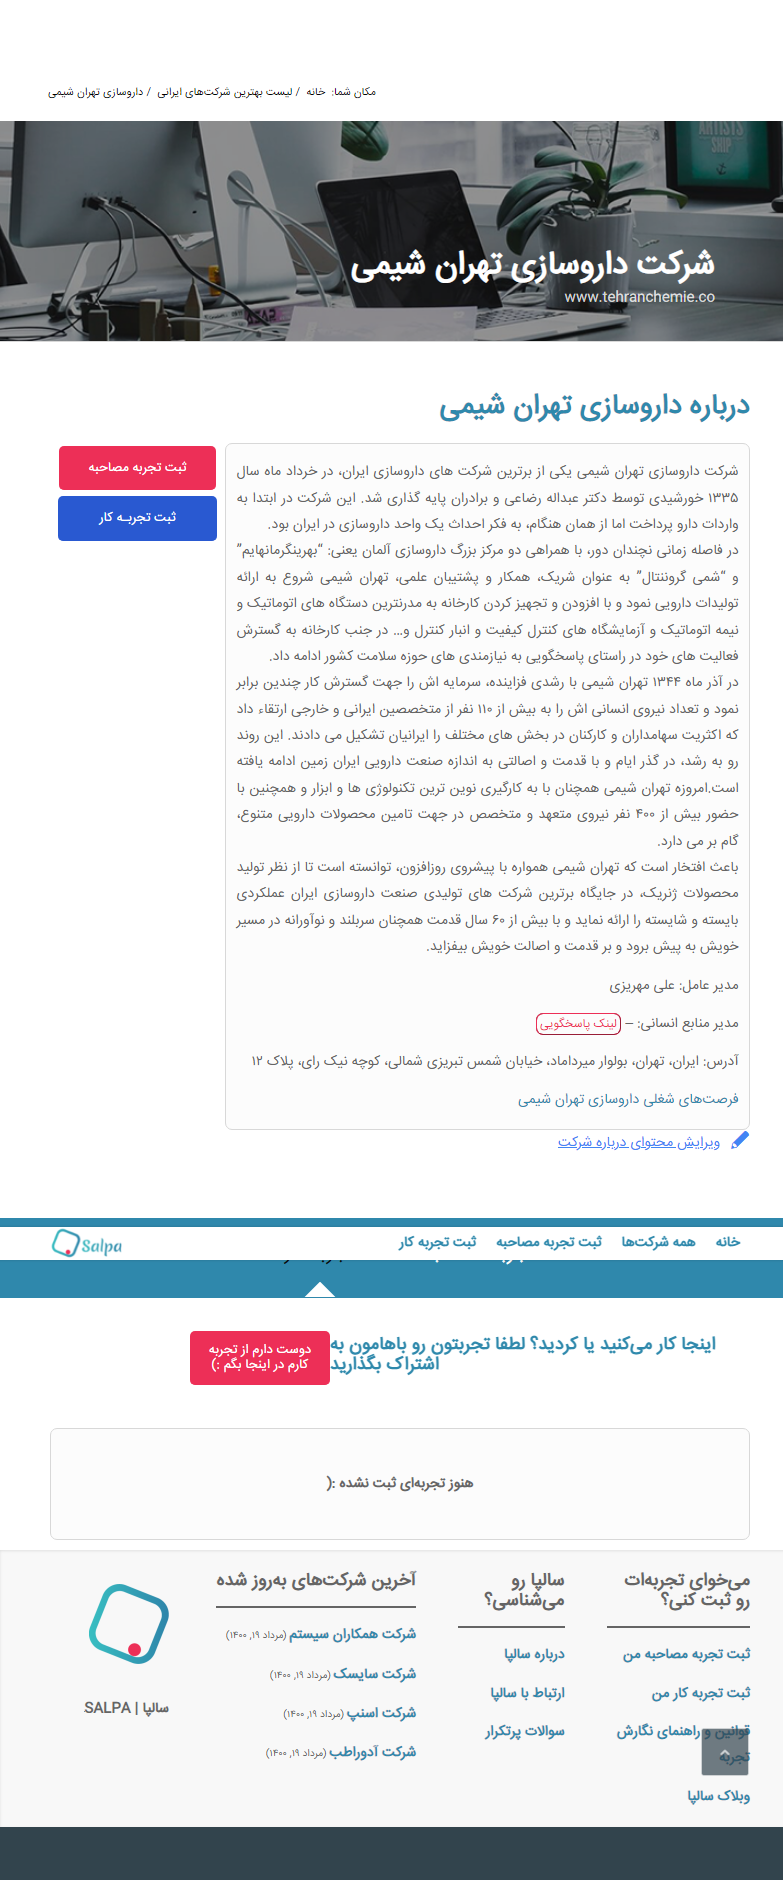 مکان شما: خانه / لیست بهترین شرکت‌های ایرانی / داروسازی تهران شیمی
ARTISTS
SHIP
شرکت داروسازی تهران شیمی
www.tehranchemie.co
درباره داروسازی تهران شیمی
شرکت داروسازی تهران شیمی یکی از برترین شرکت های داروسازی ایران، در خرداد ماه سال
۱۳۳۵ خورشیدی توسط دکتر عبداله رضاعی و برادران پایه گذاری شد. این شرکت در ابتدا به
واردات دارو پرداخت اما از همان هنگام، به فکر احداث یک واحد داروسازی در ایران بود.
در فاصله زمانی نچندان دور، با همراهی دو مرکز بزرگ داروسازی آلمان یعنی: “بهرینگرمانهایم”
و “شمی گروننتال” به عنوان شریک، همکار و پشتیبان علمی، تهران شیمی شروع به ارائه
تولیدات دارویی نمود و با افزودن و تجهیز کردن کارخانه به مدرنترین دستگاه های اتوماتیک و
نیمه اتوماتیک و آزمایشگاه های کنترل کیفیت و انبار کنترل و… در جنب کارخانه به گسترش
فعالیت های خود در راستای پاسخگویی به نیازمندی های حوزه سلامت کشور ادامه داد.
در آذر ماه ۱۳۴۴ تهران شیمی با رشدی فزاینده، سرمایه اش را جهت گسترش کار چندین برابر
نمود و تعداد نیروی انسانی اش را به بیش از ۱۱۰ نفر از متخصصین ایرانی و خارجی ارتقاء داد
که اکثریت سهامداران و کارکنان در بخش های مختلف را ایرانیان تشکیل می دادند. این روند
رو به رشد، در گذر ایام و با قدمت و اصالتی به اندازه صنعت دارویی ایران زمین ادامه یافته
است.امروزه تهران شیمی همچنان با به کارگیری نوین ترین تکنولوژی ها و ابزار و همچنین با
حضور بیش از ۴۰۰ نفر نیروی متعهد و متخصص در جهت تامین محصولات دارویی متنوع،
گام بر می دارد.
باعث افتخار است که تهران شیمی همواره با پیشروی روزافزون، توانسته است تا از نظر تولید
محصولات ژنریک، در جایگاه برترین شرکت های تولیدی صنعت داروسازی ایران عملکردی
بایسته و شایسته را ارائه نماید و با بیش از ۶۰ سال قدمت همچنان سربلند و نوآورانه در مسیر
خویش به پیش برود و بر قدمت و اصالت خویش بیفزاید.
مدیر عامل: علی مهریزی
مدیر منابع انسانی: – لینک پاسخگویی
آدرس: ایران، تهران، بولوار میرداماد، خیابان شمس تبریزی شمالی، کوچه نیک رای، پلاک ۱۲
فرصت‌های شغلی داروسازی تهران شیمی
ویرایش محتوای درباره شرکت
ثبت تجربه مصاحبه
ثبت تجربـه کار
خانه
همه شرکت‌ها
ثبت تجربه مصاحبه
ثبت تجربه کار
Salpa
اینجا کار می‌کنید یا کردید؟ لطفا تجربتون رو باهامون به
اشتراک بگذارید
دوست دارم از تجربه
کارم در اینجا بگم :)
هنوز تجربه‌ای ثبت نشده :(
می‌خوای تجربه‌ات
رو ثبت کنی؟
ثبت تجربه مصاحبه من
ثبت تجربه کار من
قوانین و راهنمای نگارش
تجربه
وبلاگ سالپا
سالپا رو
می‌شناسی؟
درباره سالپا
ارتباط با سالپا
سوالات پرتکرار
آخرین شرکت‌های به‌روز شده
شرکت همکاران سیستم (مرداد ۱۹, ۱۴۰۰)
شرکت سایسک (مرداد ۱۹, ۱۴۰۰)
شرکت اسنپ (مرداد ۱۹, ۱۴۰۰)
شرکت آدوراطب (مرداد ۱۹, ۱۴۰۰)
سالپا | SALPA